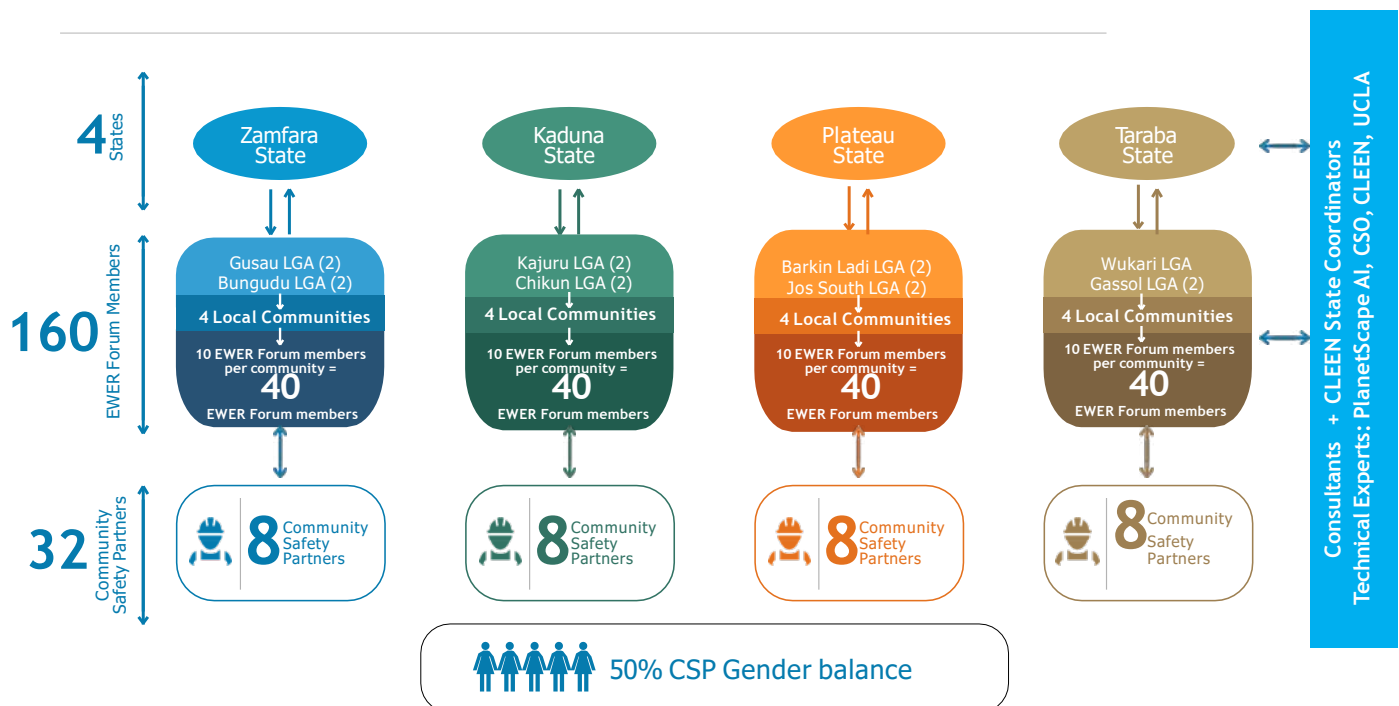 4
States
Zamfara
State
Kaduna
State
Plateau
State
Taraba
State
160
EWER Forum Members
Gusau LGA (2)
Bungudu LGA (2)
4 Local Communities
10 EWER Forum members
per community =
40
EWER Forum members
Kajuru LGA (2)
Chikun LGA (2)
4 Local Communities
10 EWER Forum members
per community =
40
EWER Forum members
Barkin Ladi LGA (2)
Jos South LGA (2)
4 Local Communities
10 EWER Forum members
per community =
40
EWER Forum members
Wukari LGA
Gassol LGA (2)
4 Local Communities
10 EWER Forum members
per community =
40
EWER Forum members
32
Community
Safety Partners
8
Community
Safety
Partners
8
Community
Safety
Partners
8
Community
Safety
Partners
8
Community
Safety
Partners
50% CSP Gender balance
Consultants + CLEEN State Coordinators
Technical Experts: PlanetScape AI, CSO, CLEEN, UCLA